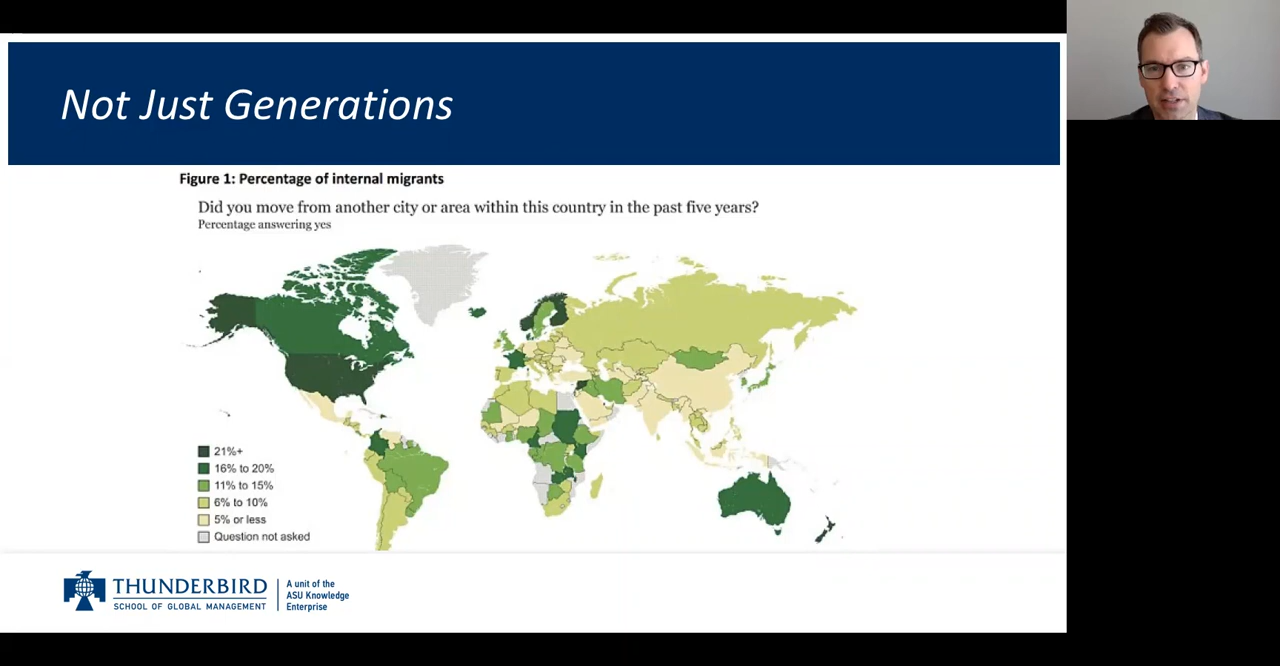 Not Just Generations
Figure 1: Percentage of internal migrants
Did you move from another city or area within this country in the past five years?
Percentage answering yes
21%+
16% to 20%
11% to 15%
6% to 10%
5% or less
Question not asked
THUNDERBIRD
SCHOOL OF GLOBAL MANAGEMENT
A unit of the
ASU Knowledge
Enterprise